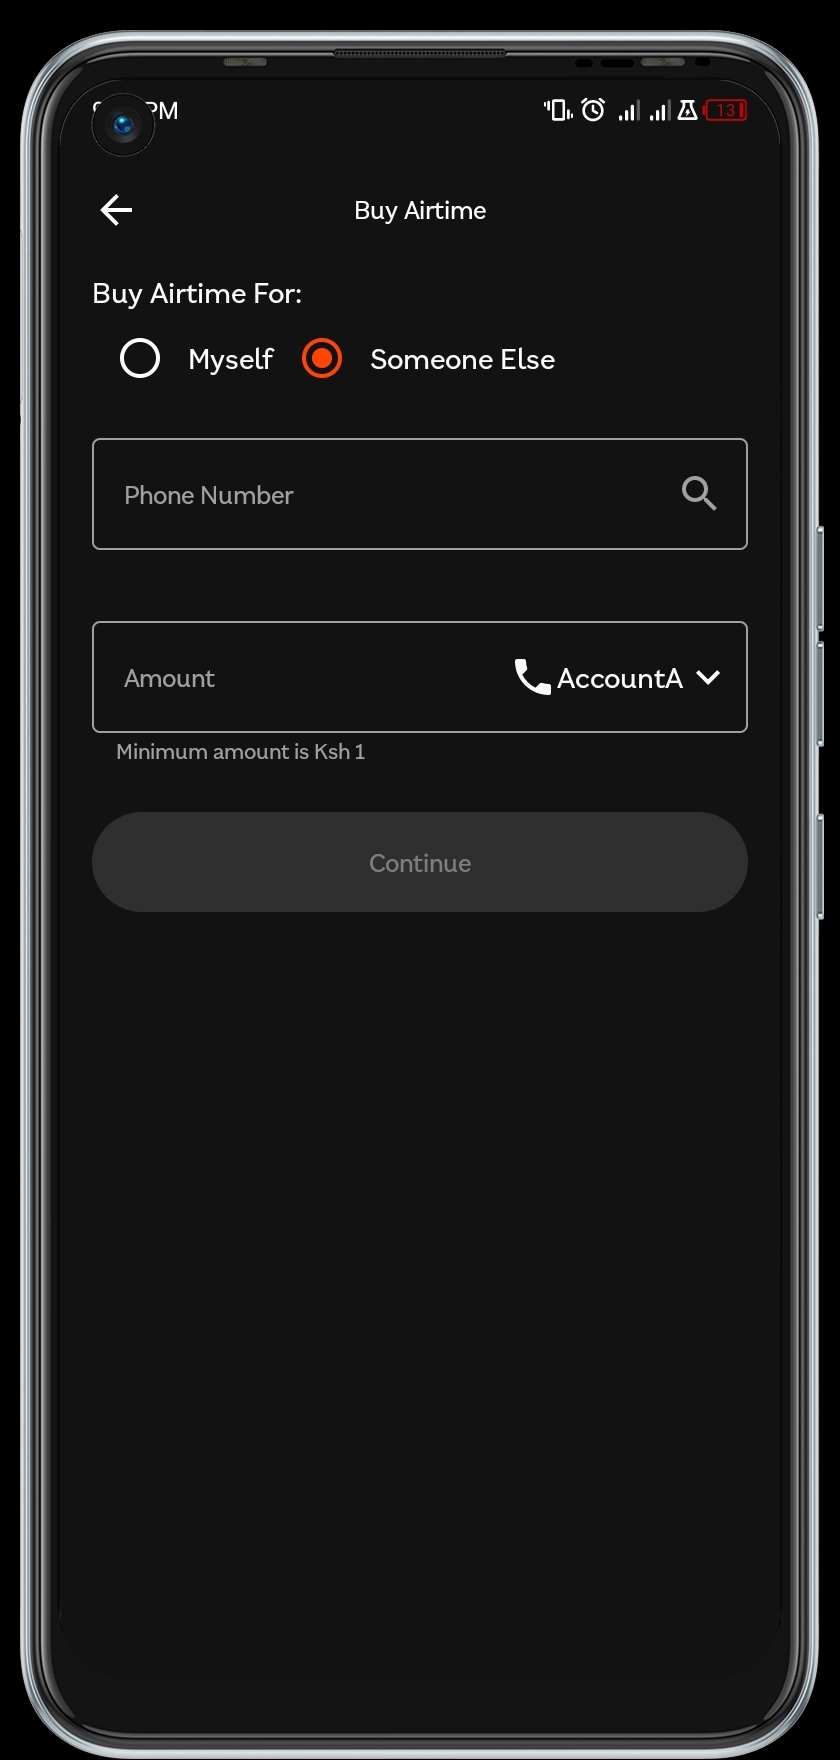 PM 13
Buy Airtime
Buy Airtime For:
Myself Someone Else
Phone Number
Amount AccountA
Minimum amount is Ksh 1
Continue